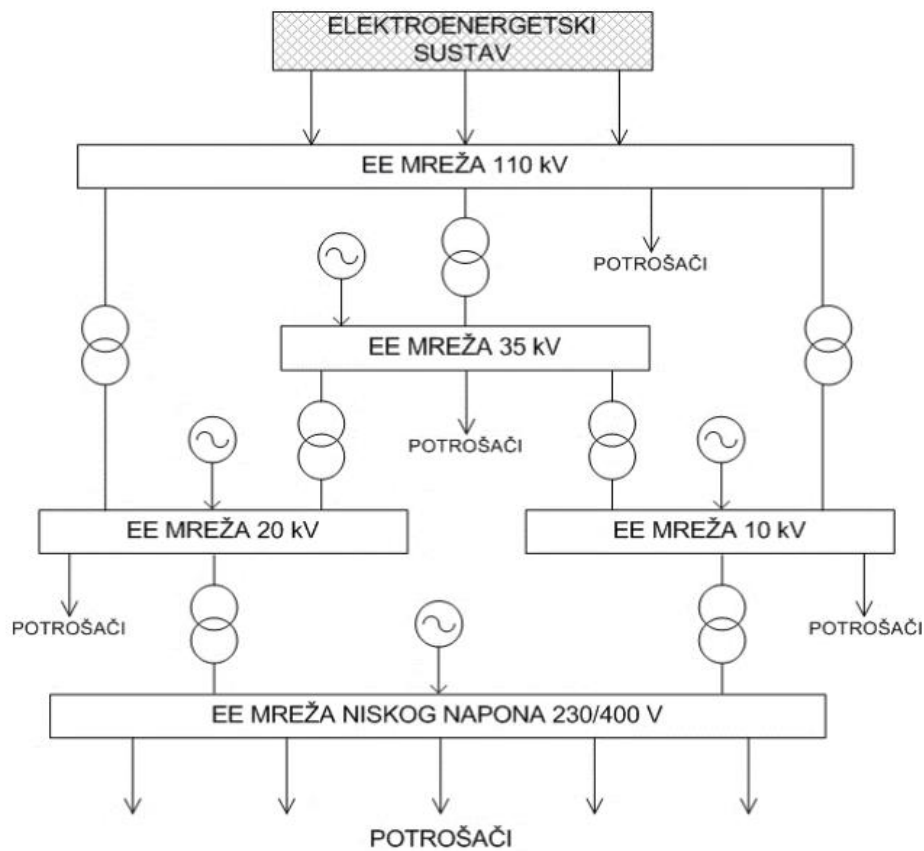 ELEKTROENERGETSKI
SUSTAV
EE MREŽA 110 kV
POTROŠAČI
EE MREŽA 35 kV
POTROŠAČI
EE MREŽA 20 kV
EE MREŽA 10 kV
POTROŠAČI
POTROŠAČI
EE MREŽA NISKOG NAPONA 230/400 V
POTROŠAČI